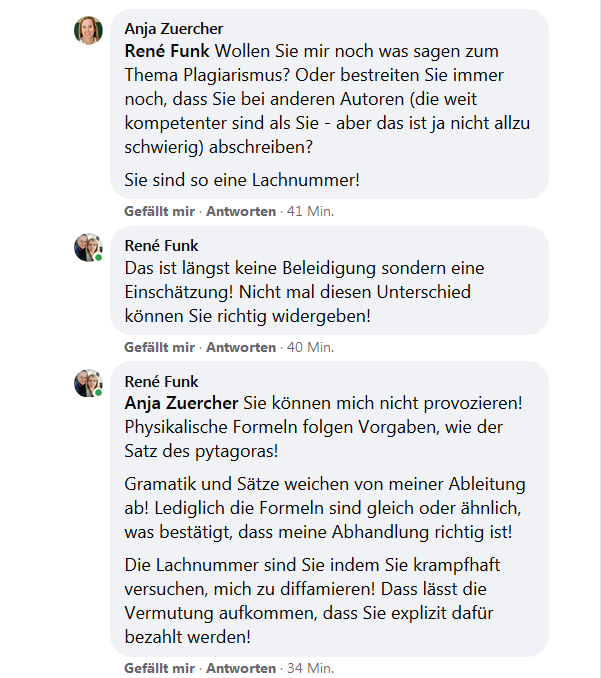 Anja Zuercher
René Funk Wollen Sie mir noch was sagen zum
Thema Plagiarismus? Oder bestreiten Sie immer
noch, dass Sie bei anderen Autoren (die weit
kompetenter sind als Sie - aber das ist ja nicht allzu
schwierig) abschreiben?
Sie sind so eine Lachnummer!
Gefällt mir · Antworten · 41 Min.
René Funk
Das ist längst keine Beleidigung sondern eine
Einschätzung! Nicht mal diesen Unterschied
können Sie richtig widergeben!
Gefällt mir · Antworten · 40 Min.
René Funk
Anja Zuercher Sie können mich nicht provozieren!
Physikalische Formeln folgen Vorgaben, wie der
Satz des pytagoras!
Gramatik und Sätze weichen von meiner Ableitung
ab! Lediglich die Formeln sind gleich oder ähnlich,
was bestätigt, dass meine Abhandlung richtig ist!
Die Lachnummer sind Sie indem Sie krampfhaft
versuchen, mich zu diffamieren! Dass lässt die
Vermutung aufkommen, dass Sie explizit dafür
bezahlt werden!
Gefällt mir · Antworten · 34 Min.